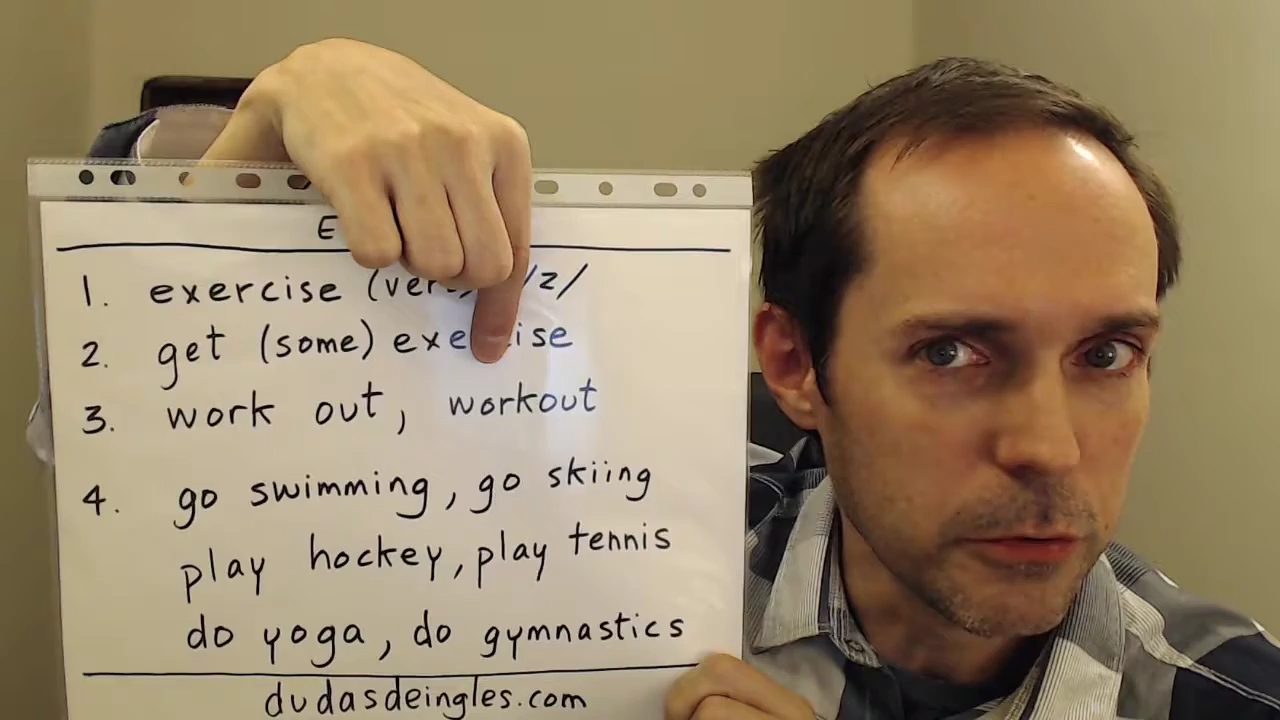 E
1. exercise (ver /z/
2. get (some) exe ise
3. work out, workout
4. go swimming, go skiing
play hockey, play tennis
do yoga, do gymnastics
dudasdeingles.com